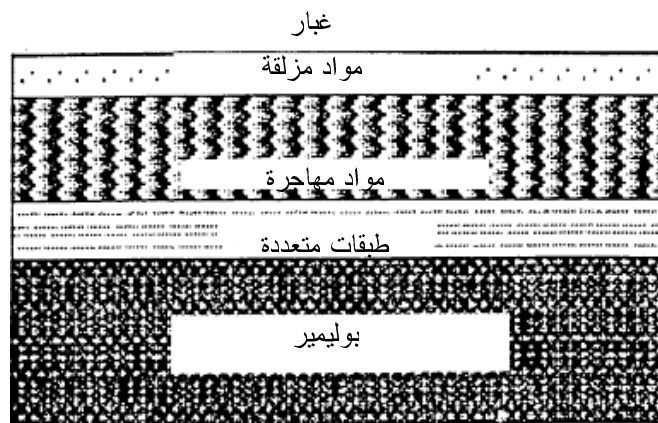 غبار
مواد مزلقة
مواد مهاجرة
طبقات متعددة
بوليمير